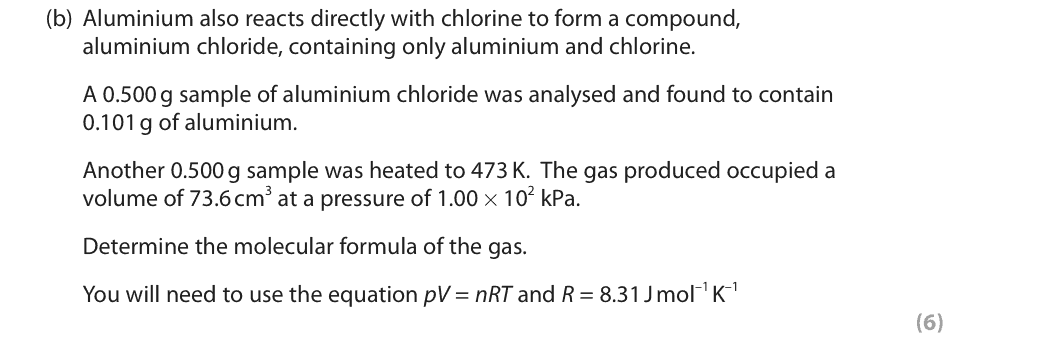 (b) Aluminium also reacts directly with chlorine to form a compound,
aluminium chloride, containing only aluminium and chlorine.
A 0.500 g sample of aluminium chloride was analysed and found to contain
0.101 g of aluminium.
Another 0.500 g sample was heated to 473 K. The gas produced occupied a
volume of 73.6 cm³ at a pressure of 1.00 × 10² kPa.
Determine the molecular formula of the gas.
You will need to use the equation pV = nRT and R = 8.31 J mol⁻¹ K⁻¹
(6)